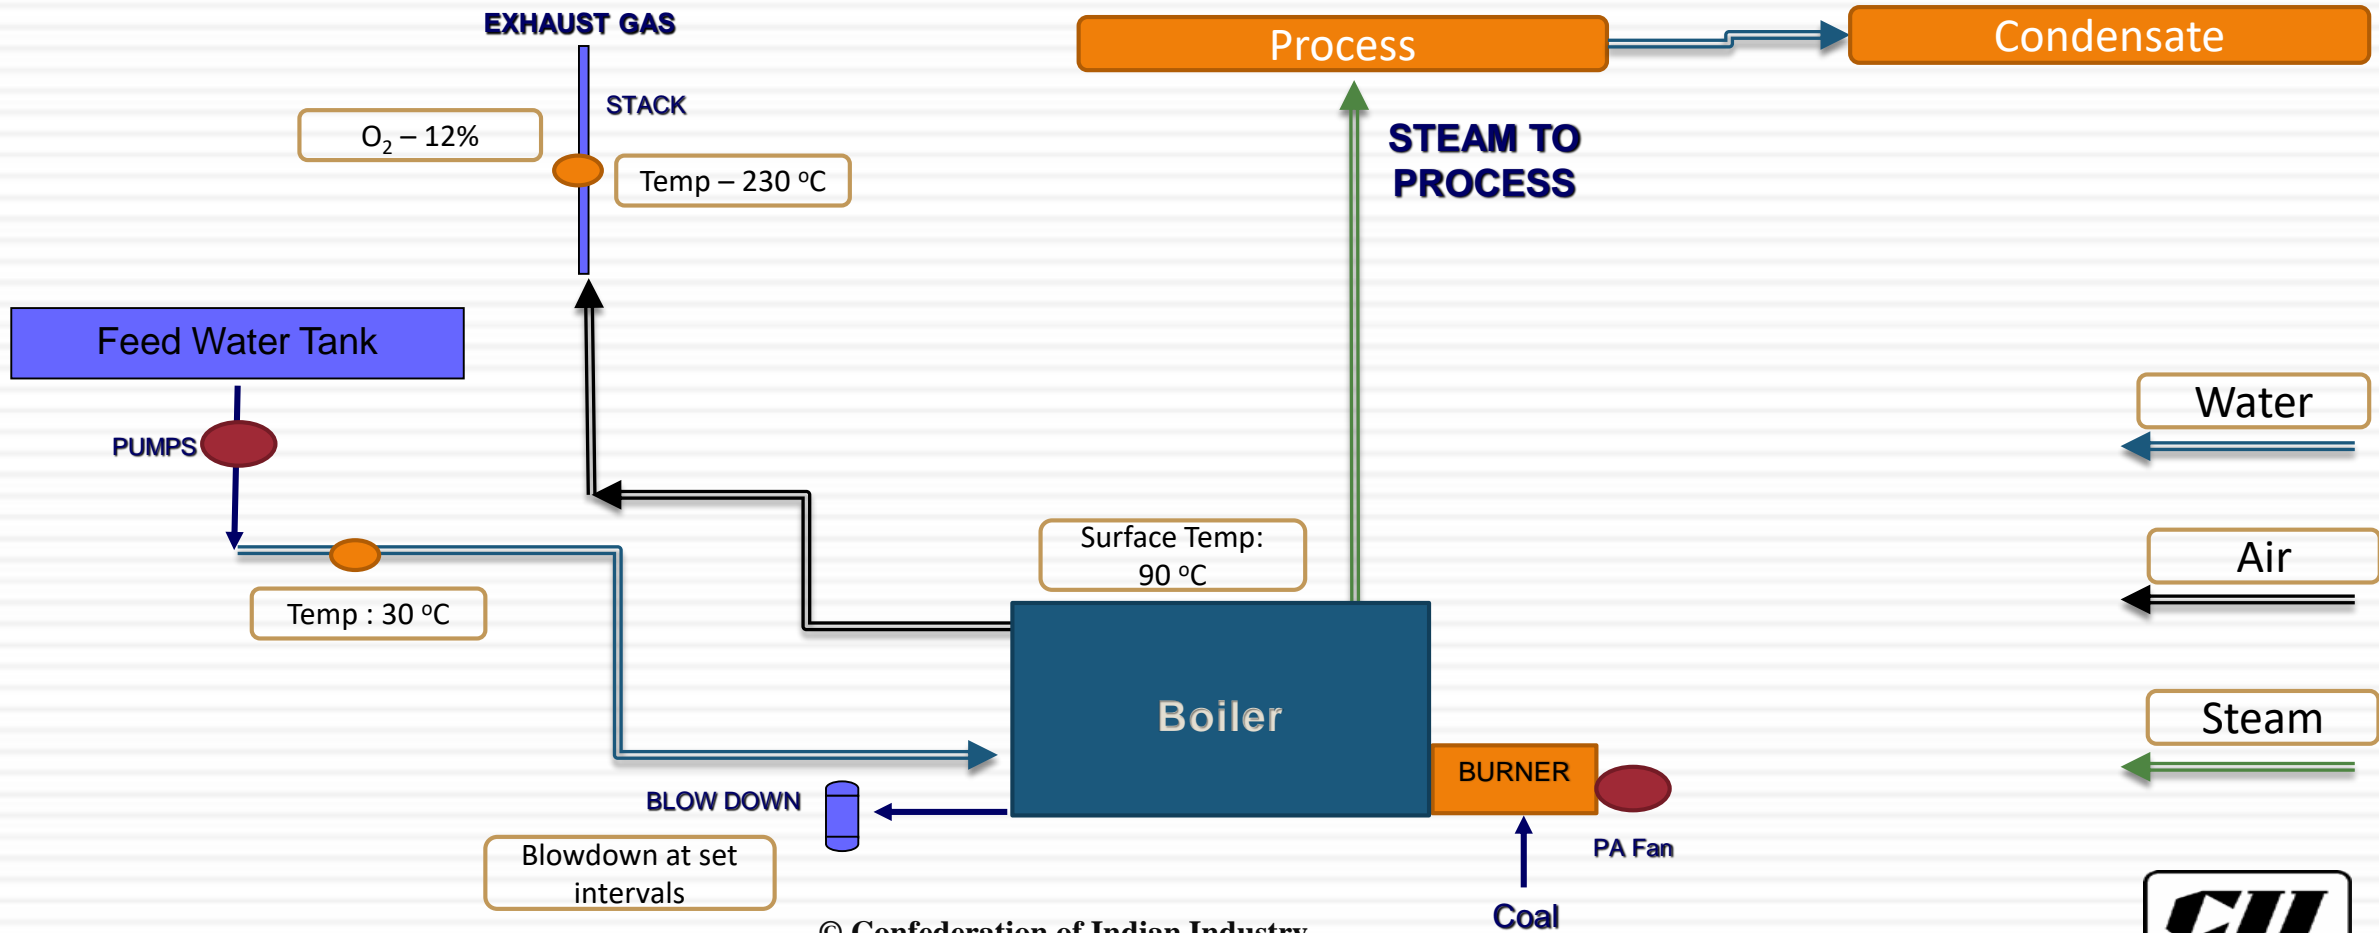 EXHAUST GAS
Process
Condensate
STACK
O₂ – 12%
Temp – 230 ºC
STEAM TO
PROCESS
Feed Water Tank
Water
PUMPS
Surface Temp:
90 ºC
Air
Temp : 30 ºC
Boiler
Steam
BURNER
BLOW DOWN
Blowdown at set
intervals
PA Fan
Coal
© Confederation of Indian Industry
CII